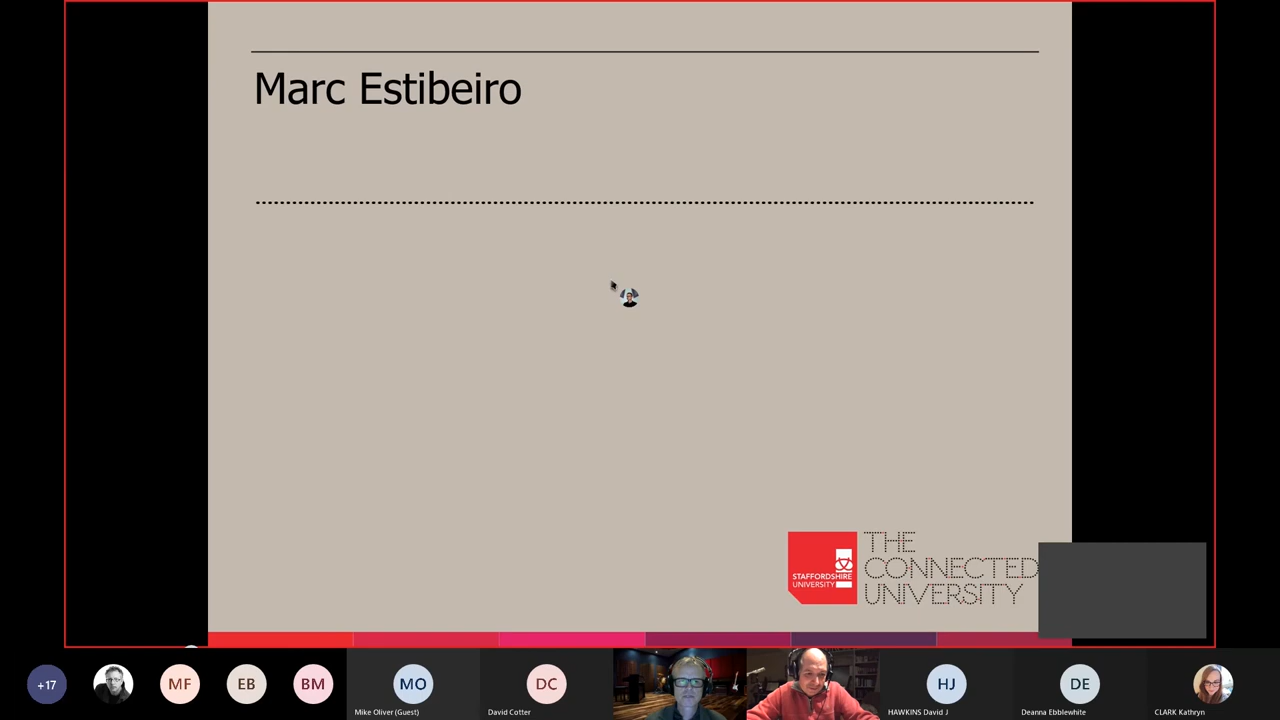 Marc Estibeiro
STAFFORDSHIRE
UNIVERSITY
THE
CONNECTED
UNIVERSITY
+17
MF
EB
BM
MO
DC
HJ
DE
Mike Oliver (Guest)
David Cotter
HAWKINS David J
Deanna Ebblewhite
CLARK Kathryn